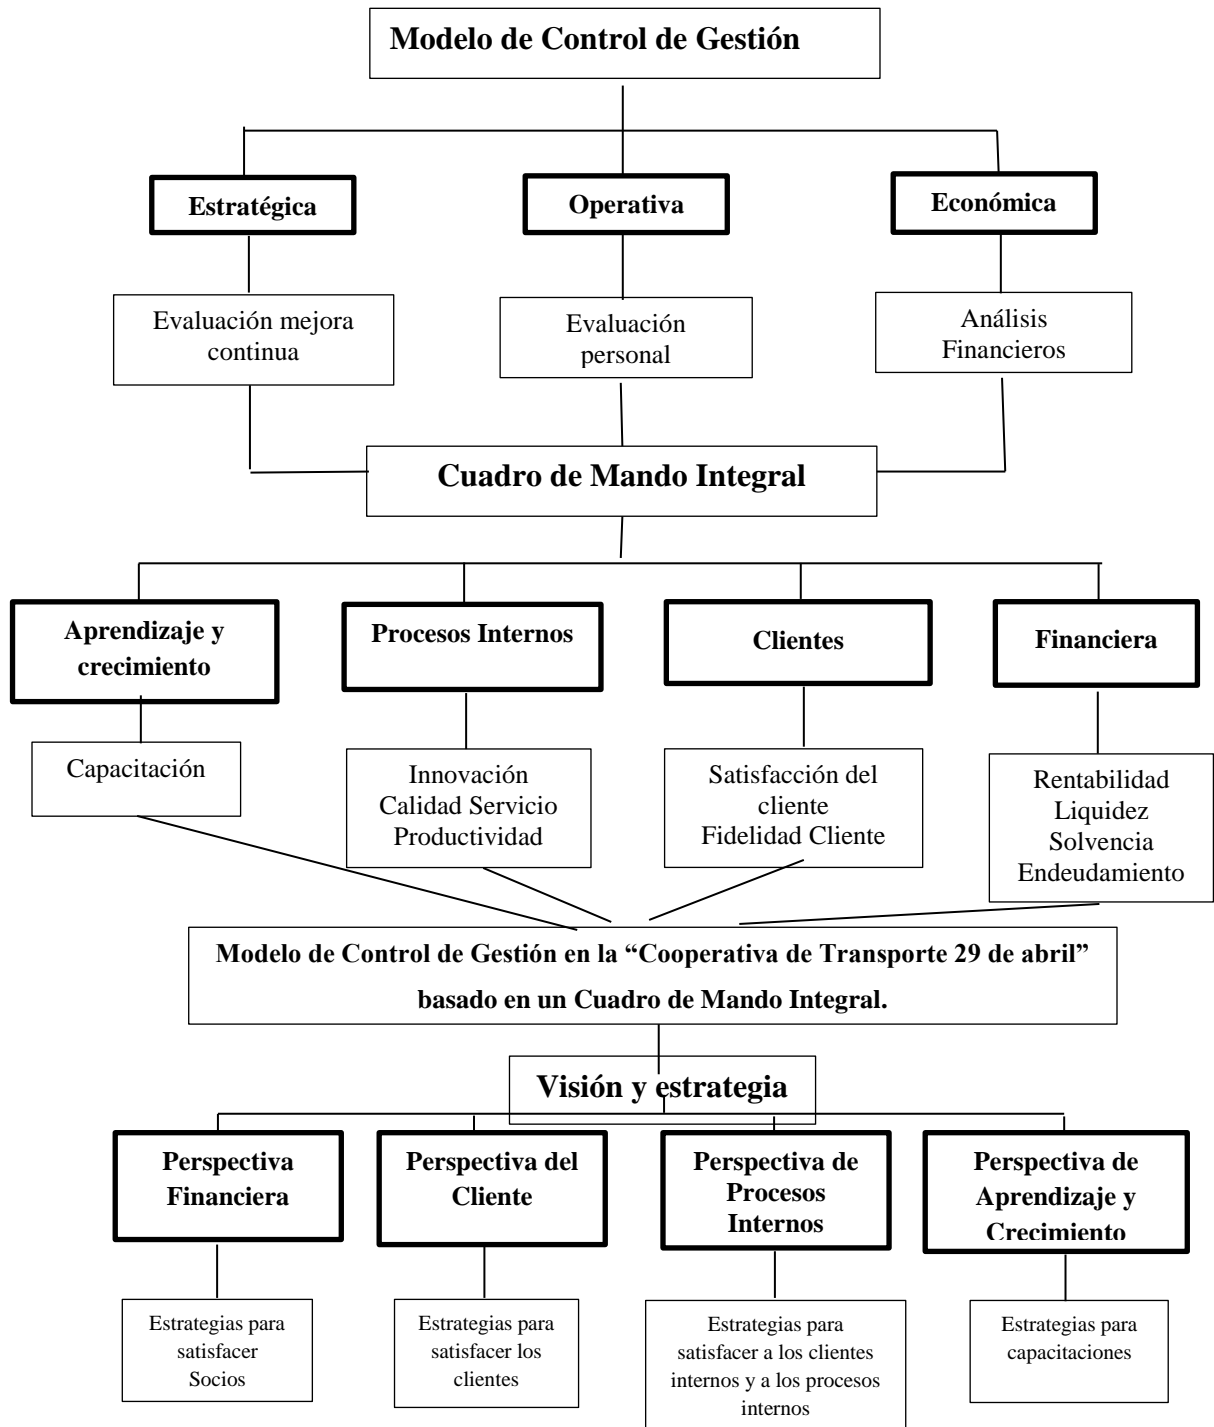 Modelo de Control de Gestión
Estratégica
Operativa
Económica
Evaluación mejora
continua
Evaluación
personal
Análisis
Financieros
Cuadro de Mando Integral
Aprendizaje y
crecimiento
Procesos Internos
Clientes
Financiera
Capacitación
Innovación
Calidad Servicio
Productividad
Satisfacción del
cliente
Fidelidad Cliente
Rentabilidad
Liquidez
Solvencia
Endeudamiento
Modelo de Control de Gestión en la “Cooperativa de Transporte 29 de abril”
basado en un Cuadro de Mando Integral.
Visión y estrategia
Perspectiva
Financiera
Perspectiva del
Cliente
Perspectiva de
Procesos
Internos
Perspectiva de
Aprendizaje y
Crecimiento
Estrategias para
satisfacer
Socios
Estrategias para
satisfacer los
clientes
Estrategias para
satisfacer a los clientes
internos y a los procesos
internos
Estrategias para
capacitaciones